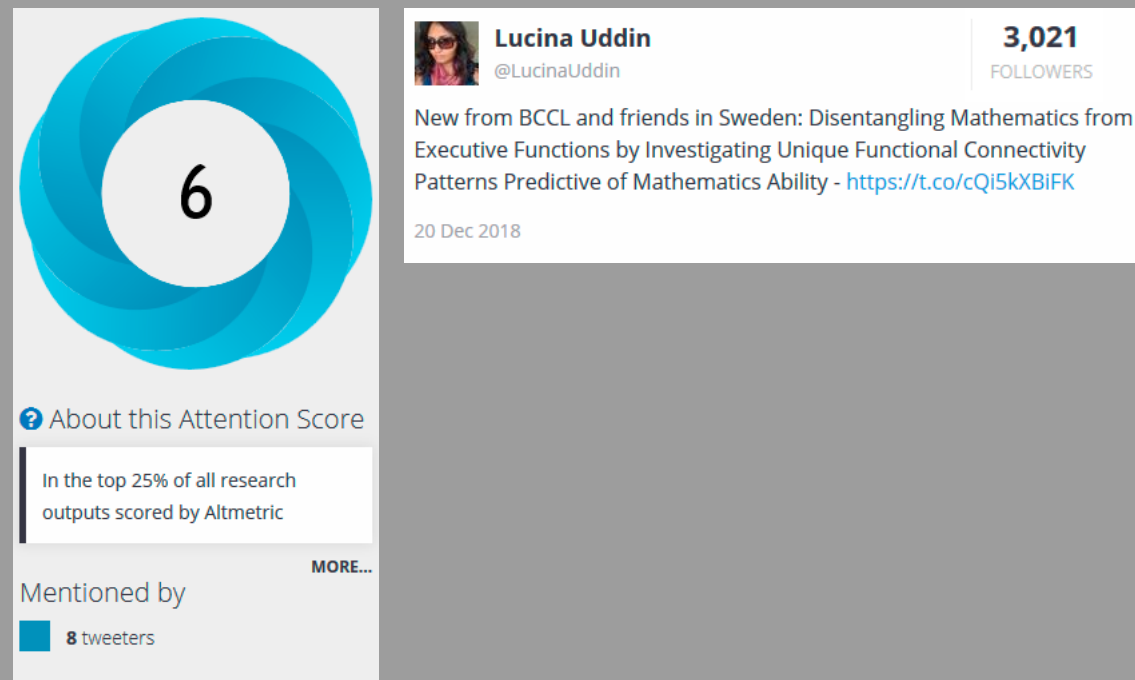 6
About this Attention Score
In the top 25% of all research
outputs scored by Altmetric
MORE...
Mentioned by
8 tweeters
Lucina Uddin
@LucinaUddin
3,021
FOLLOWERS
New from BCCL and friends in Sweden: Disentangling Mathematics from
Executive Functions by Investigating Unique Functional Connectivity
Patterns Predictive of Mathematics Ability - https://t.co/cQi5kXBiFK
20 Dec 2018